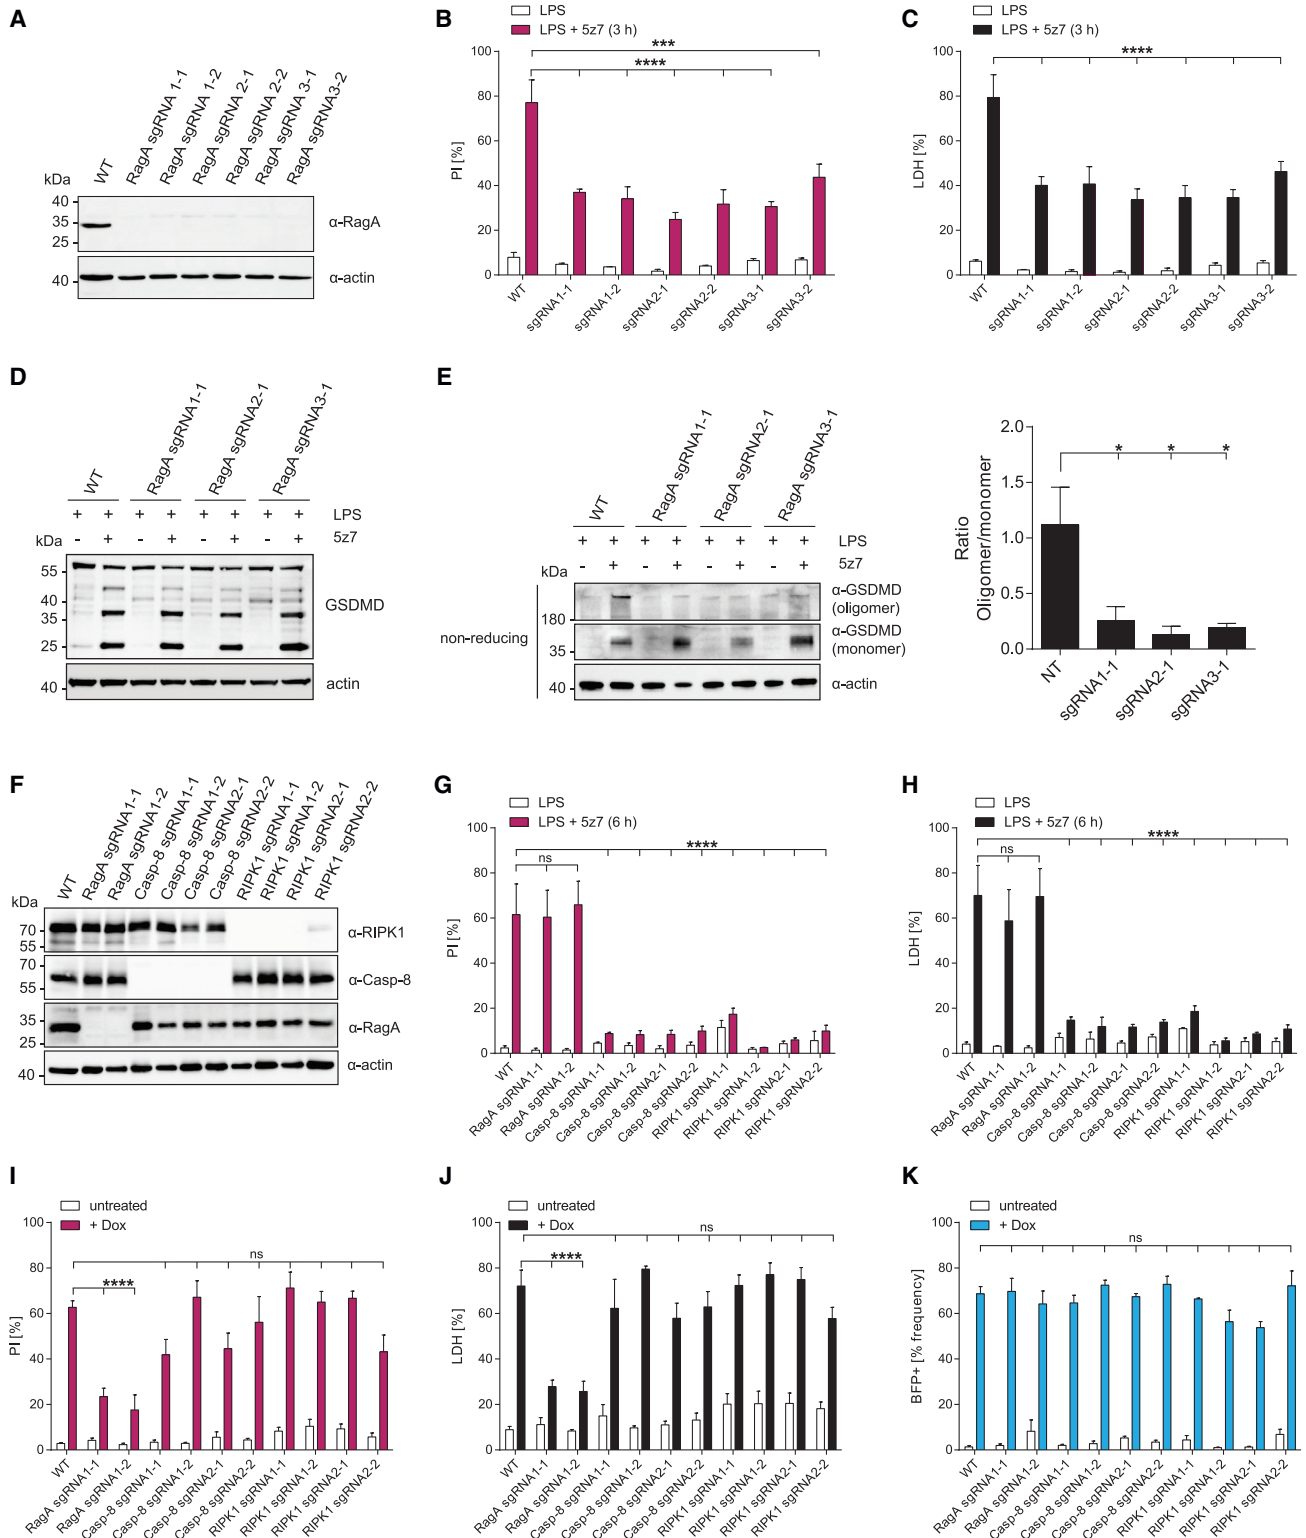 A
WT
RagA sgRNA 1-1
RagA sgRNA 1-2
RagA sgRNA 2-1
RagA sgRNA 2-2
RagA sgRNA 3-1
RagA sgRNA3-2
kDa
40
35
25
α-RagA
40
α-actin
B
LPS
LPS + 5z7 (3 h)
PI [%]
100
80
60
40
20
0
***
****
WT
sgRNA1-1
sgRNA1-2
sgRNA2-1
sgRNA2-2
sgRNA3-1
sgRNA3-2
C
LPS
LPS + 5z7 (3 h)
LDH [%]
100
80
60
40
20
0
****
WT
sgRNA1-1
sgRNA1-2
sgRNA2-1
sgRNA2-2
sgRNA3-1
sgRNA3-2
D
WT
RagA sgRNA1-1
RagA sgRNA2-1
RagA sgRNA3-1
+ + + + + + + + LPS
- + - + - + - + 5z7
kDa
55
40
35
25
GSDMD
40
actin
E
WT
RagA sgRNA1-1
RagA sgRNA2-1
RagA sgRNA3-1
+ + + + + + + + LPS
- + - + - + - + 5z7
kDa
non-reducing
180
α-GSDMD
(oligomer)
35
α-GSDMD
(monomer)
40
α-actin
Ratio
Oligomer/monomer
2.0
1.5
1.0
0.5
0.0
* * *
NT
sgRNA1-1
sgRNA2-1
sgRNA3-1
F
WT
RagA sgRNA1-1
RagA sgRNA1-2
Casp-8 sgRNA1-1
Casp-8 sgRNA1-2
Casp-8 sgRNA2-1
Casp-8 sgRNA2-2
RIPK1 sgRNA1-1
RIPK1 sgRNA1-2
RIPK1 sgRNA2-1
RIPK1 sgRNA2-2
kDa
70
55
α-RIPK1
70
55
α-Casp-8
35
25
α-RagA
40
α-actin
G
LPS
LPS + 5z7 (6 h)
PI [%]
100
80
60
40
20
0
****
ns
WT
RagA sgRNA1-1
RagA sgRNA1-2
Casp-8 sgRNA1-1
Casp-8 sgRNA1-2
Casp-8 sgRNA2-1
Casp-8 sgRNA2-2
RIPK1 sgRNA1-1
RIPK1 sgRNA1-2
RIPK1 sgRNA2-1
RIPK1 sgRNA2-2
H
LPS
LPS + 5z7 (6 h)
LDH [%]
100
80
60
40
20
0
****
ns
WT
RagA sgRNA1-1
RagA sgRNA1-2
Casp-8 sgRNA1-1
Casp-8 sgRNA1-2
Casp-8 sgRNA2-1
Casp-8 sgRNA2-2
RIPK1 sgRNA1-1
RIPK1 sgRNA1-2
RIPK1 sgRNA2-1
RIPK1 sgRNA2-2
I
untreated
+ Dox
PI [%]
100
80
60
40
20
0
ns
****
WT
RagA sgRNA1-1
RagA sgRNA1-2
Casp-8 sgRNA1-1
Casp-8 sgRNA1-2
Casp-8 sgRNA2-1
Casp-8 sgRNA2-2
RIPK1 sgRNA1-1
RIPK1 sgRNA1-2
RIPK1 sgRNA2-1
RIPK1 sgRNA2-2
J
untreated
+ Dox
LDH [%]
100
80
60
40
20
0
ns
****
WT
RagA sgRNA1-1
RagA sgRNA1-2
Casp-8 sgRNA1-1
Casp-8 sgRNA1-2
Casp-8 sgRNA2-1
Casp-8 sgRNA2-2
RIPK1 sgRNA1-1
RIPK1 sgRNA1-2
RIPK1 sgRNA2-1
RIPK1 sgRNA2-2
K
untreated
+ Dox
BFP+ [% frequency]
100
80
60
40
20
0
ns
WT
RagA sgRNA1-1
RagA sgRNA1-2
Casp-8 sgRNA1-1
Casp-8 sgRNA1-2
Casp-8 sgRNA2-1
Casp-8 sgRNA2-2
RIPK1 sgRNA1-1
RIPK1 sgRNA1-2
RIPK1 sgRNA2-1
RIPK1 sgRNA2-2